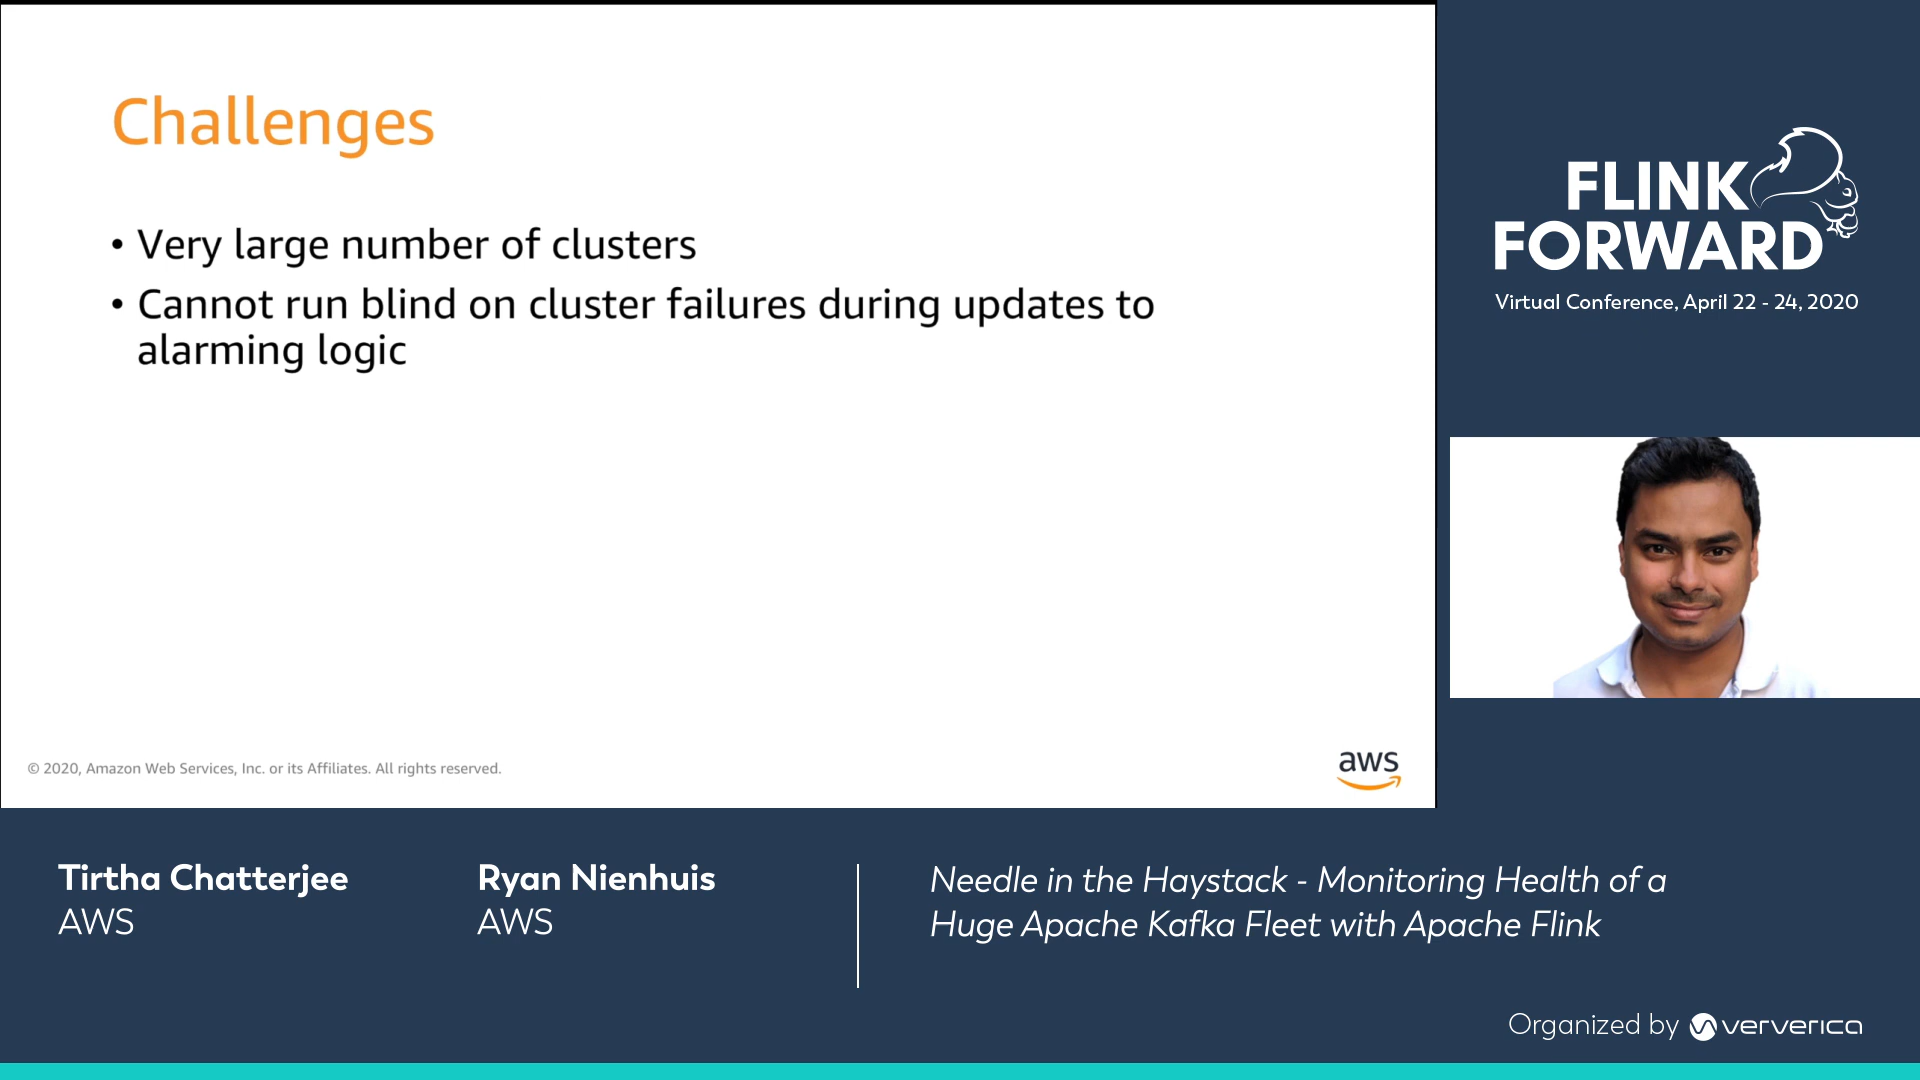 Challenges
• Very large number of clusters
• Cannot run blind on cluster failures during updates to
alarming logic
© 2020, Amazon Web Services, Inc. or its Affiliates. All rights reserved.
aws
FLINK
FORWARD
Virtual Conference, April 22 - 24, 2020
Tirtha Chatterjee
AWS
Ryan Nienhuis
AWS
Needle in the Haystack - Monitoring Health of a
Huge Apache Kafka Fleet with Apache Flink
Organized by ververica